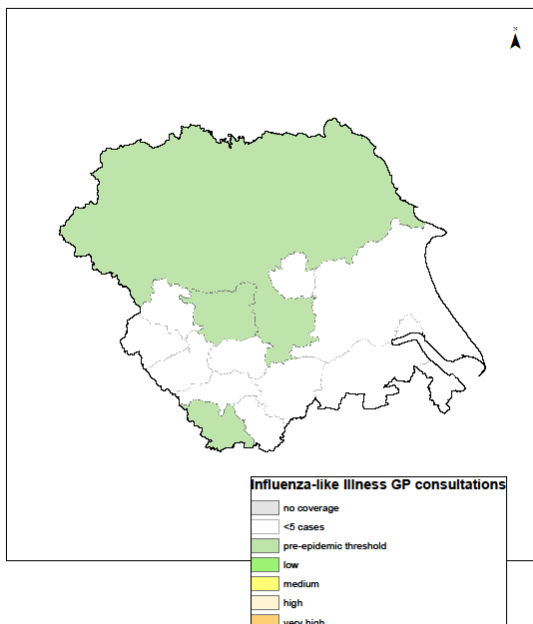 N
Influenza-like Illness GP consultations
no coverage
<5 cases
pre-epidemic threshold
low
medium
high
very high